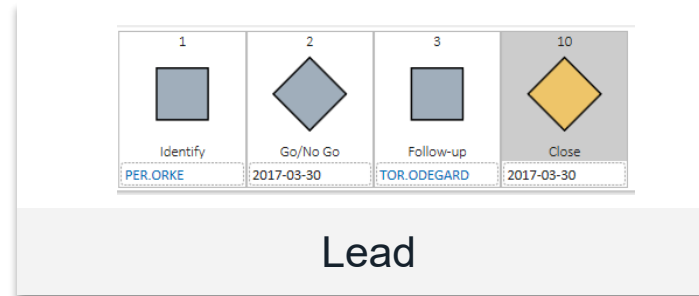 1 2 3 10
Identify Go/No Go Follow-up Close
PER.ORKE 2017-03-30 TOR.ODEGARD 2017-03-30
Lead